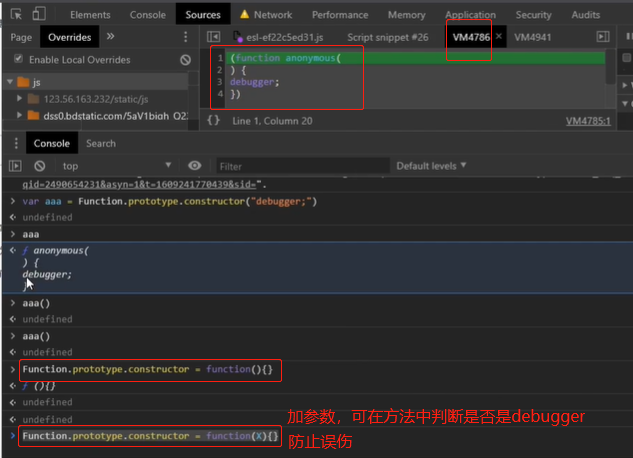 Elements Console Sources Network Performance Memory Application Security Audits
Page Overrides »
esl-ef22c5ed31.js Script snippet #26 VM4786 × VM4941
Enable Local Overrides
js
123.56.163.232/static/js
1 (function anonymous(
2 ) {
3 debugger;
4 })
{} Line 1, Column 20 VM4785:1
Console Search
top Filter Default levels ▼
qid=2490654231&asyn=1&t=1609241770439&sid=".
> var aaa = Function.prototype.constructor("debugger;")
undefined
> aaa
ƒ anonymous(
) {
debugger;
}
> aaa()
undefined
> aaa()
undefined
> Function.prototype.constructor = function(){}
ƒ (){}
undefined
undefined
> Function.prototype.constructor = function(X){}
加参数，可在方法中判断是否是debugger
防止误伤